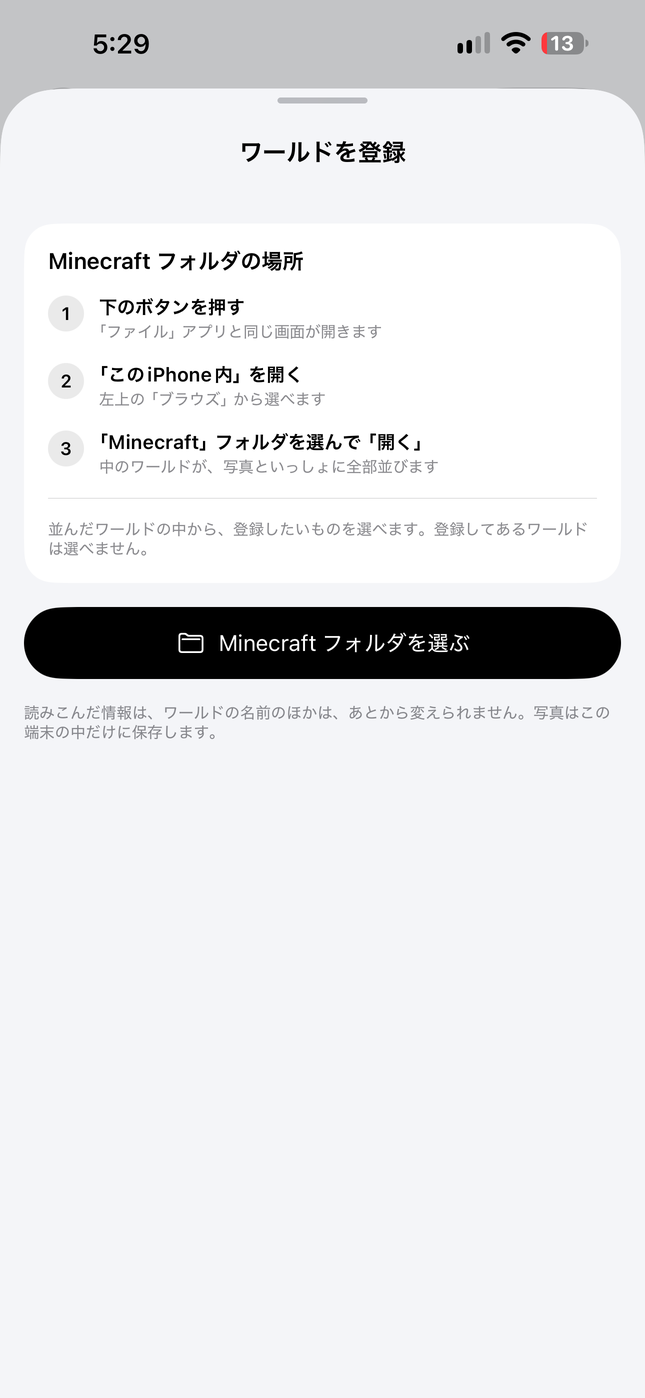 5:29
13
ワールドを登録
Minecraft フォルダの場所
1
下のボタンを押す
「ファイル」アプリと同じ画面が開きます
2
「このiPhone内」を開く
左上の「ブラウズ」から選べます
3
「Minecraft」フォルダを選んで「開く」
中のワールドが、写真といっしょに全部並びます
並んだワールドの中から、登録したいものを選べます。登録してあるワールド
は選べません。
Minecraft フォルダを選ぶ
読みこんだ情報は、ワールドの名前のほかは、あとから変えられません。写真はこの
端末の中だけに保存します。